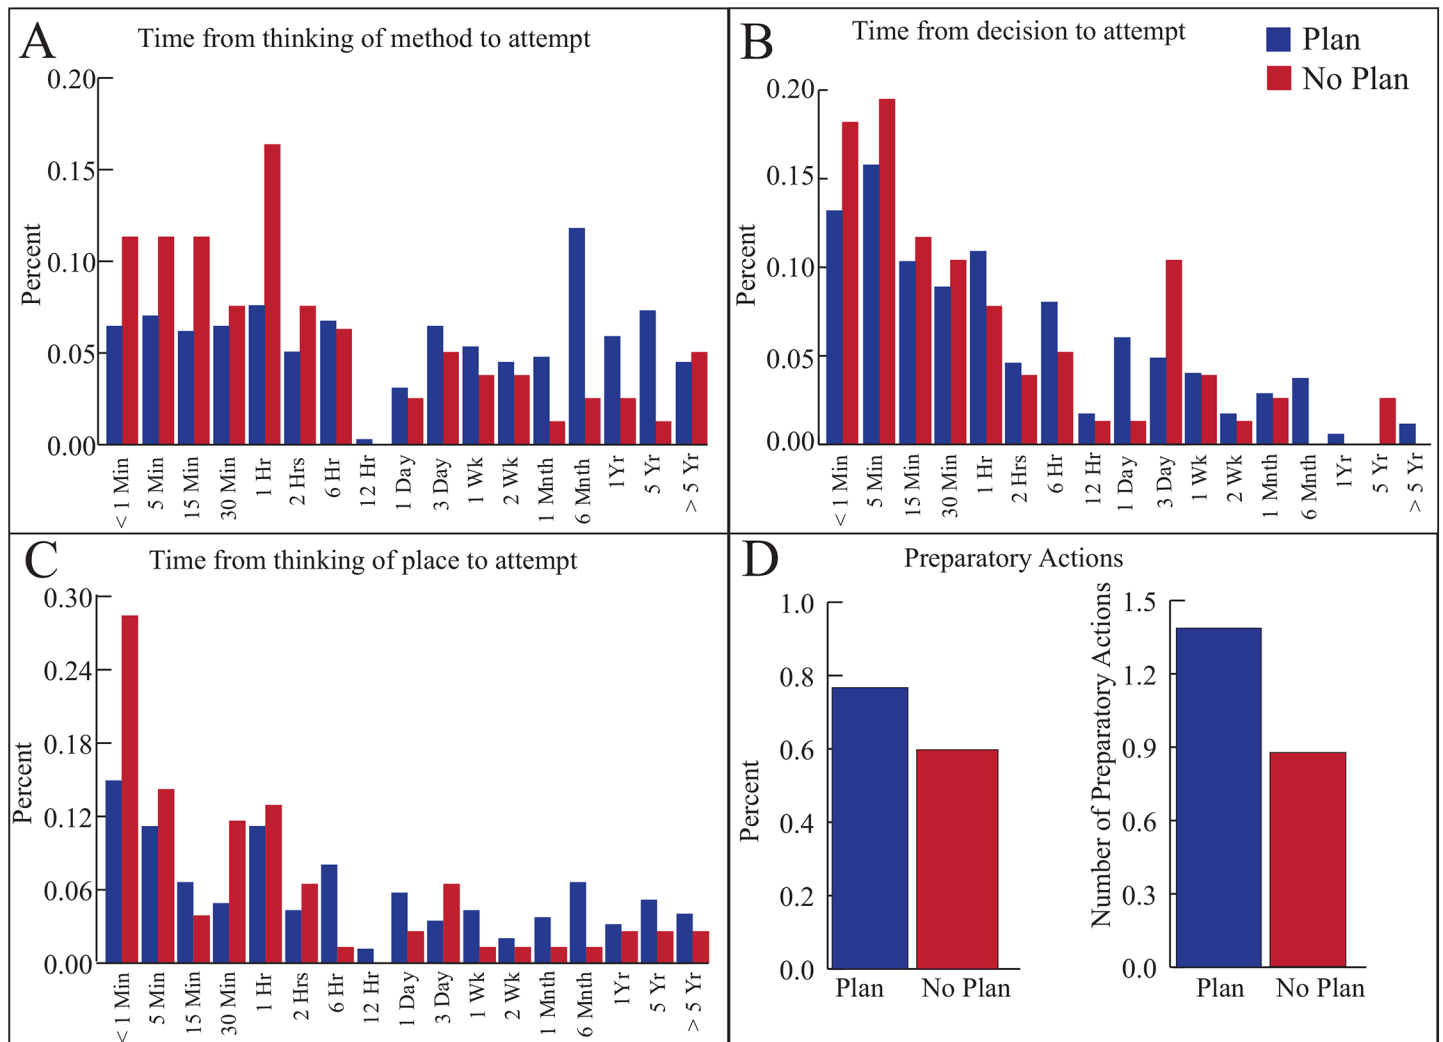 A
Time from thinking of method to attempt
Percent
0.20
0.15
0.10
0.05
0.00
< 1 Min
5 Min
15 Min
30 Min
1 Hr
2 Hrs
6 Hr
12 Hr
1 Day
3 Day
1 Wk
2 Wk
1 Mnth
6 Mnth
1Yr
5 Yr
> 5 Yr
B
Time from decision to attempt
Plan
No Plan
Percent
0.20
0.15
0.10
0.05
0.00
< 1 Min
5 Min
15 Min
30 Min
1 Hr
2 Hrs
6 Hr
12 Hr
1 Day
3 Day
1 Wk
2 Wk
1 Mnth
6 Mnth
1Yr
5 Yr
> 5 Yr
C
Time from thinking of place to attempt
Percent
0.30
0.24
0.18
0.12
0.06
0.00
< 1 Min
5 Min
15 Min
30 Min
1 Hr
2 Hrs
6 Hr
12 Hr
1 Day
3 Day
1 Wk
2 Wk
1 Mnth
6 Mnth
1Yr
5 Yr
> 5 Yr
D
Preparatory Actions
Percent
1.0
0.8
0.6
0.4
0.2
0.0
Plan
No Plan
Number of Preparatory Actions
1.5
1.2
0.9
0.6
0.3
0.0
Plan
No Plan